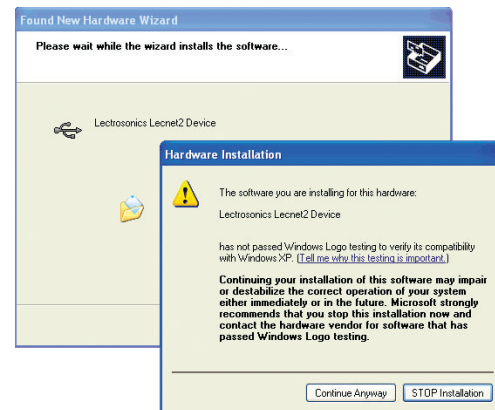 Found New Hardware Wizard
Please wait while the wizard installs the software...
Lectrosonics Lecnet2 Device
Hardware Installation
The software you are installing for this hardware:
Lectrosonics Lecnet2 Device
has not passed Windows Logo testing to verify its compatibility
with Windows XP. (Tell me why this testing is important.)
Continuing your installation of this software may impair
or destabilize the correct operation of your system
either immediately or in the future. Microsoft strongly
recommends that you stop this installation now and
contact the hardware vendor for software that has
passed Windows Logo testing.
Continue Anyway
STOP Installation